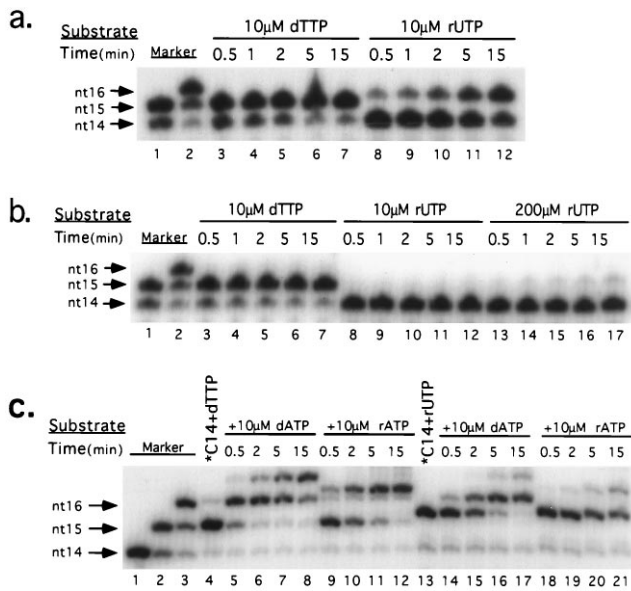 a.
Substrate 10μM dTTP 10μM rUTP
Time(min) Marker 0.5 1 2 5 15 0.5 1 2 5 15
nt16
nt15
nt14
1 2 3 4 5 6 7 8 9 10 11 12
b.
Substrate 10μM dTTP 10μM rUTP 200μM rUTP
Time(min) Marker 0.5 1 2 5 15 0.5 1 2 5 15 0.5 1 2 5 15
nt16
nt15
nt14
1 2 3 4 5 6 7 8 9 10 11 12 13 14 15 16 17
c.
Substrate *C14+dTTP +10μM dATP +10μM rATP *C14+rUTP +10μM dATP +10μM rATP
Time(min) Marker 0.5 2 5 15 0.5 2 5 15 0.5 2 5 15 0.5 2 5 15
nt16
nt15
nt14
1 2 3 4 5 6 7 8 9 10 11 12 13 14 15 16 17 18 19 20 21